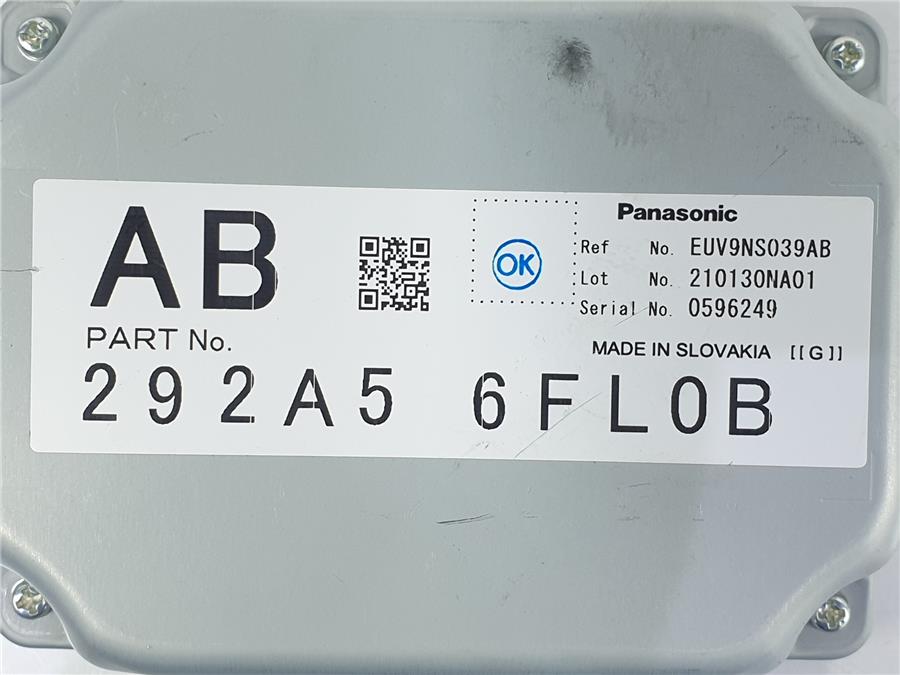 AB
PART No.
292A5 6FL0B
OK
Panasonic
Ref No. EUV9NS039AB
Lot No. 210130NA01
Serial No. 0596249
MADE IN SLOVAKIA [[G]]